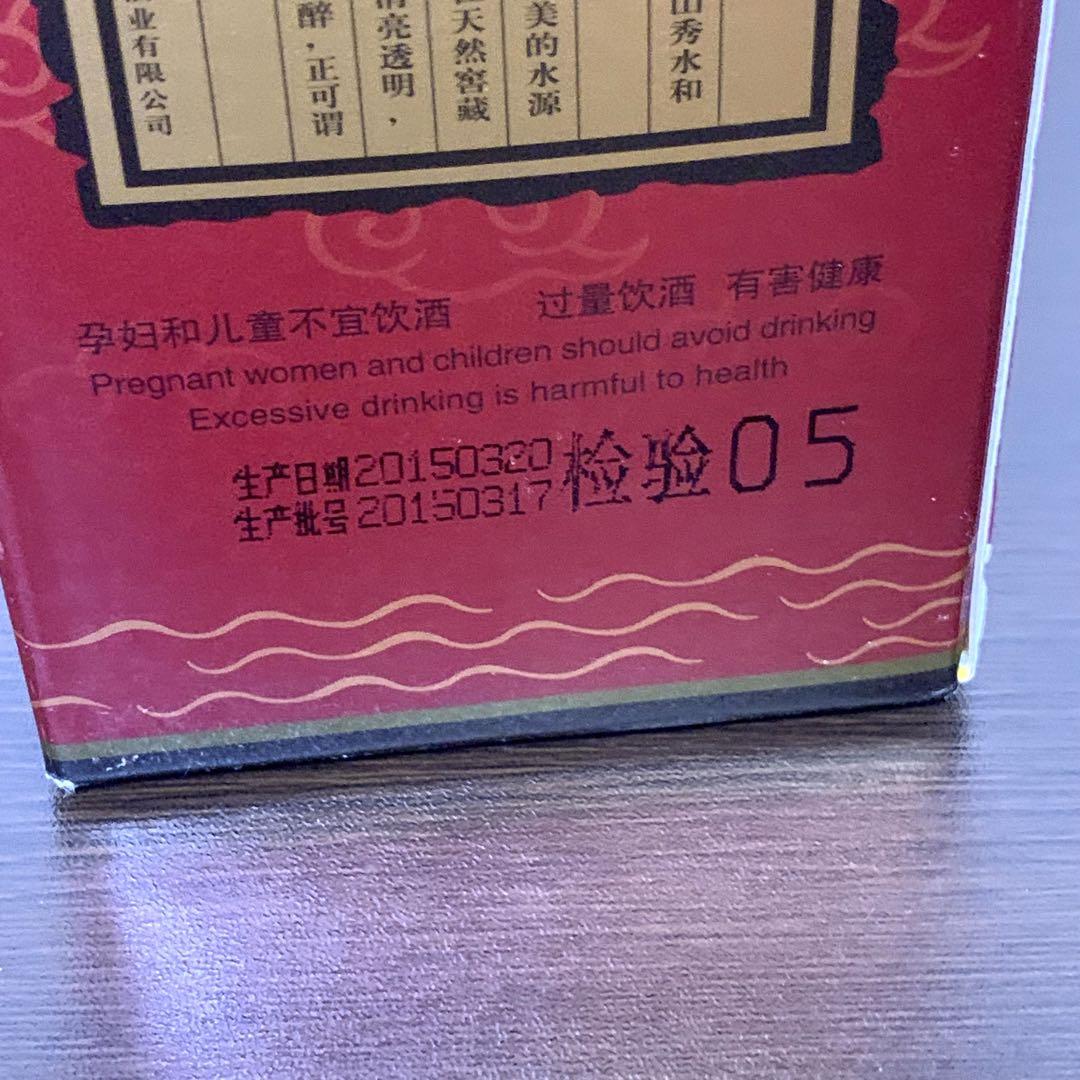 山秀水和
美的水源
天然窖藏
亮透明，
醉，正可谓
业有限公司
孕妇和儿童不宜饮酒 过量饮酒 有害健康
Pregnant women and children should avoid drinking
Excessive drinking is harmful to health
生产日期20150320 检验05
生产批号20150317